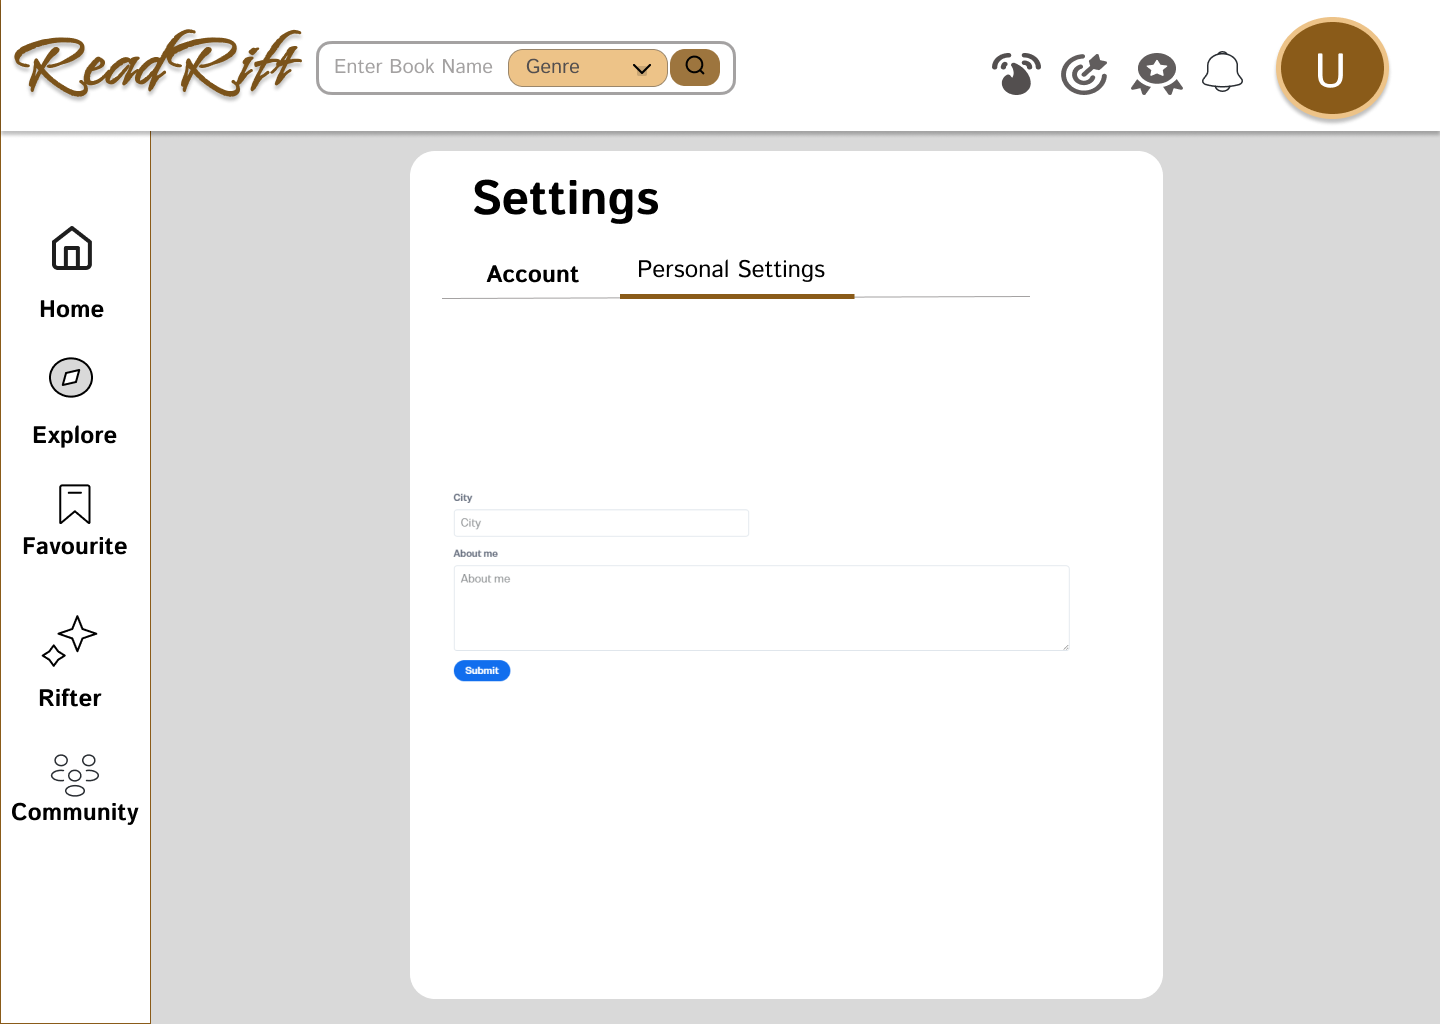 ReadRift
Enter Book Name
Genre
U
Settings
Account
Personal Settings
Home
Explore
Favourite
Rifter
Community
City
City
About me
About me
Submit